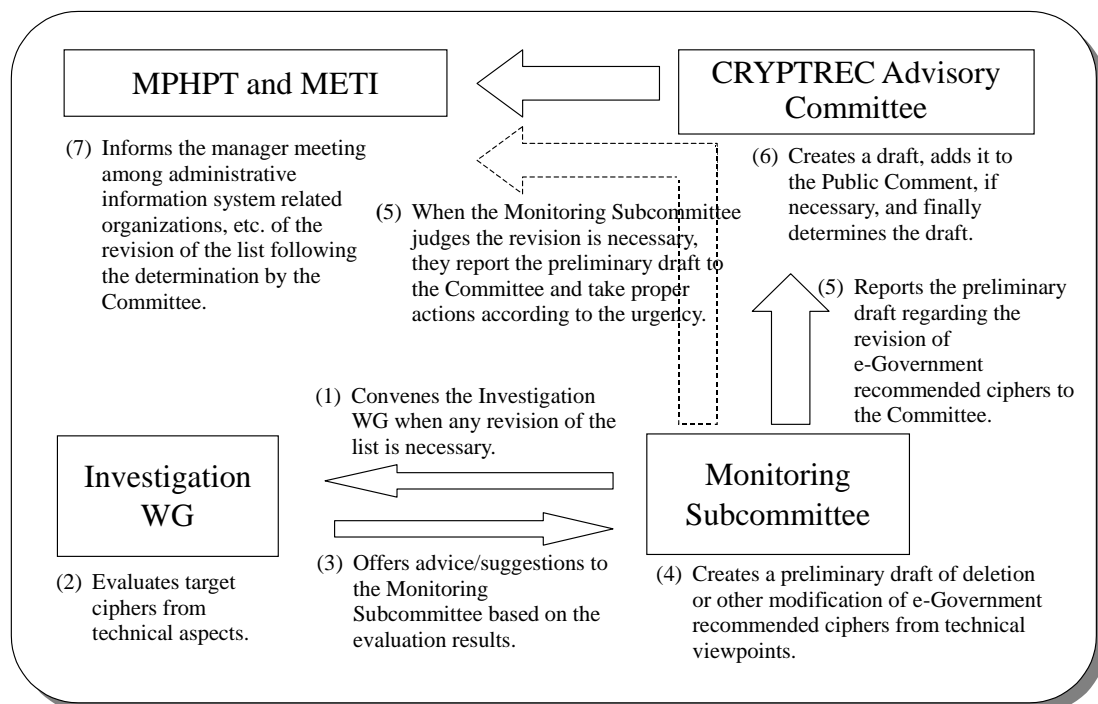 MPHPT and METI
CRYPTREC Advisory
Committee
(7) Informs the manager meeting
among administrative
information system related
organizations, etc. of the
revision of the list following
the determination by the
Committee.
(5) When the Monitoring Subcommittee
judges the revision is necessary,
they report the preliminary draft to
the Committee and take proper
actions according to the urgency.
(6) Creates a draft, adds it to
the Public Comment, if
necessary, and finally
determines the draft.
(5) Reports the preliminary
draft regarding the
revision of
e-Government
recommended ciphers to
the Committee.
(1) Convenes the Investigation
WG when any revision of the
list is necessary.
Investigation
WG
Monitoring
Subcommittee
(2) Evaluates target
ciphers from
technical aspects.
(3) Offers advice/suggestions to
the Monitoring
Subcommittee based on the
evaluation results.
(4) Creates a preliminary draft of deletion
or other modification of e-Government
recommended ciphers from technical
viewpoints.